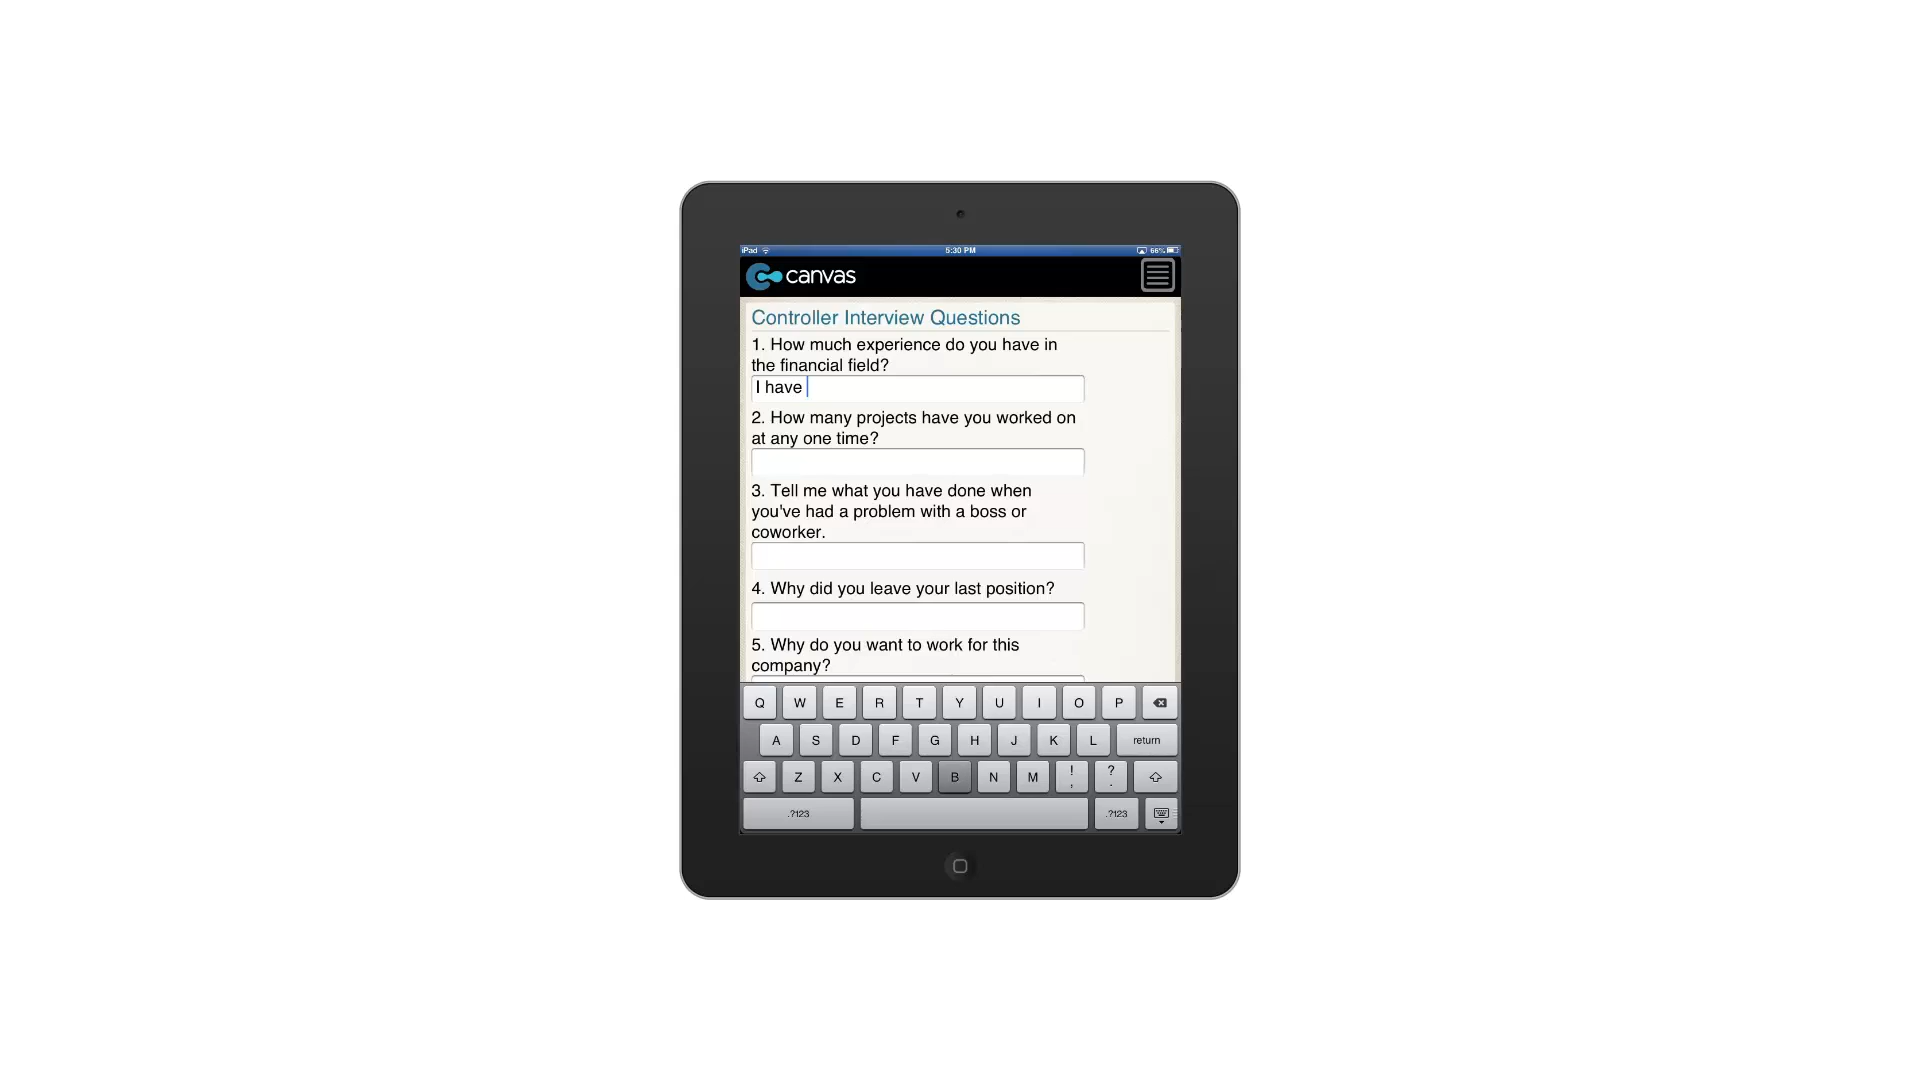 iPad 5:30 PM 66%
canvas
Controller Interview Questions
1. How much experience do you have in
the financial field?
I have
2. How many projects have you worked on
at any one time?
3. Tell me what you have done when
you've had a problem with a boss or
coworker.
4. Why did you leave your last position?
5. Why do you want to work for this
company?
Q W E R T Y U I O P
A S D F G H J K L return
Z X C V B N M ! , ? .
.?123 .?123